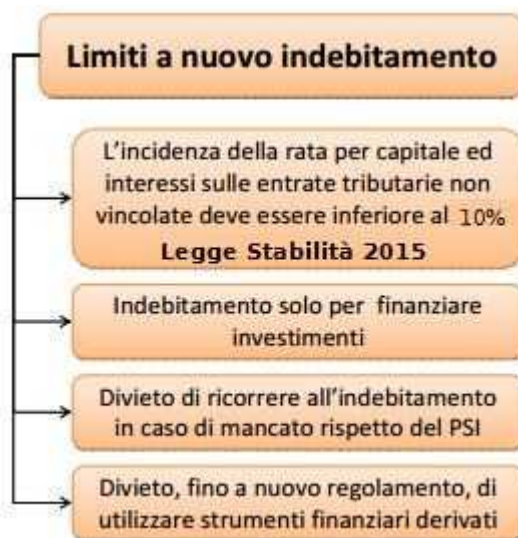 Limiti a nuovo indebitamento
L'incidenza della rata per capitale ed
interessi sulle entrate tributarie non
vincolate deve essere inferiore al 10%
Legge Stabilità 2015
Indebitamento solo per finanziare
investimenti
Divieto di ricorrere all'indebitamento
in caso di mancato rispetto del PSI
Divieto, fino a nuovo regolamento, di
utilizzare strumenti finanziari derivati